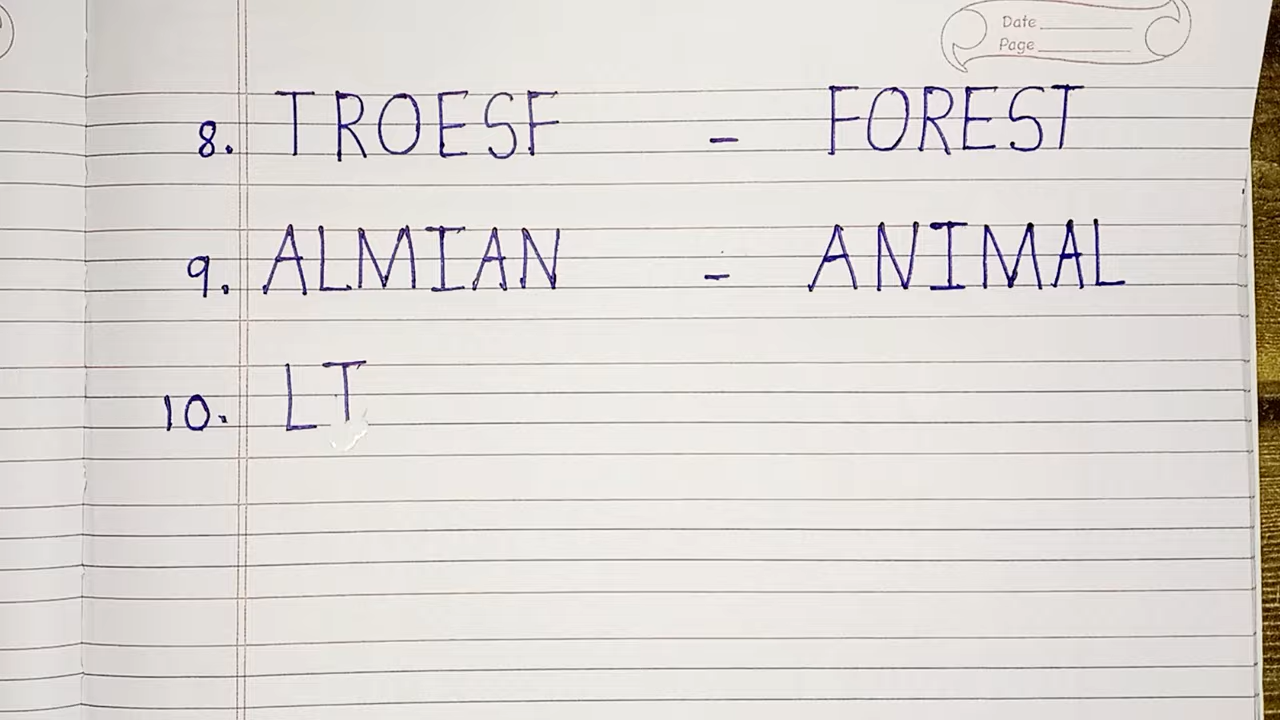 Date
Page
8. TROESF - FOREST
9. ALMIAN - ANIMAL
10. LT